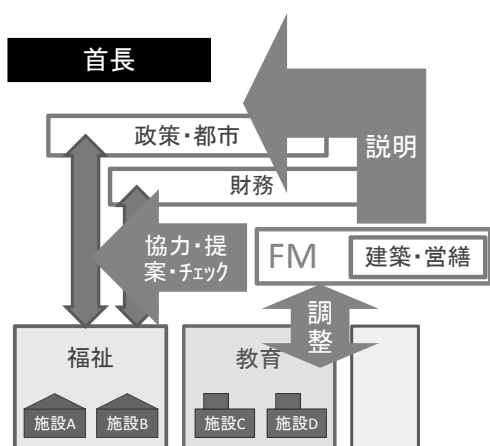 首長
政策・都市
説明
財務
協力・提
案・チェック
FM
建築・営繕
調
整
福祉
教育
施設A
施設B
施設C
施設D